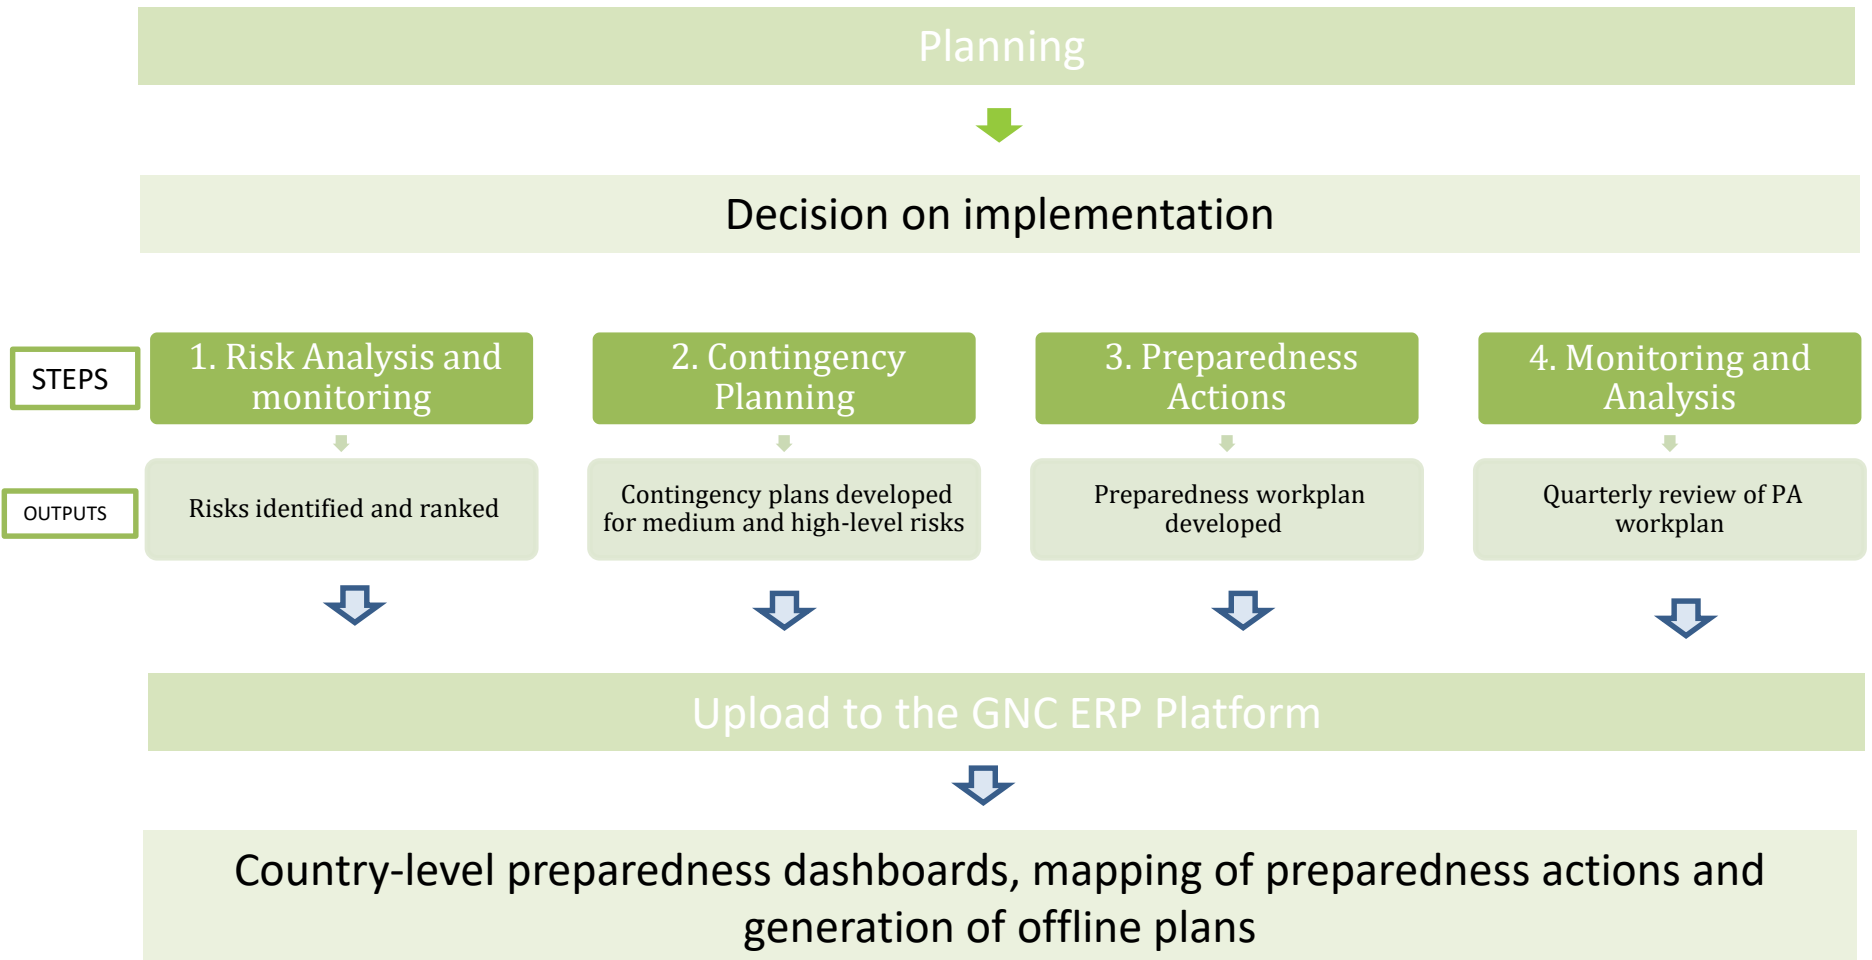 Planning
Decision on implementation
STEPS
1. Risk Analysis and
monitoring
2. Contingency
Planning
3. Preparedness
Actions
4. Monitoring and
Analysis
OUTPUTS
Risks identified and ranked
Contingency plans developed
for medium and high-level risks
Preparedness workplan
developed
Quarterly review of PA
workplan
Upload to the GNC ERP Platform
Country-level preparedness dashboards, mapping of preparedness actions and
generation of offline plans